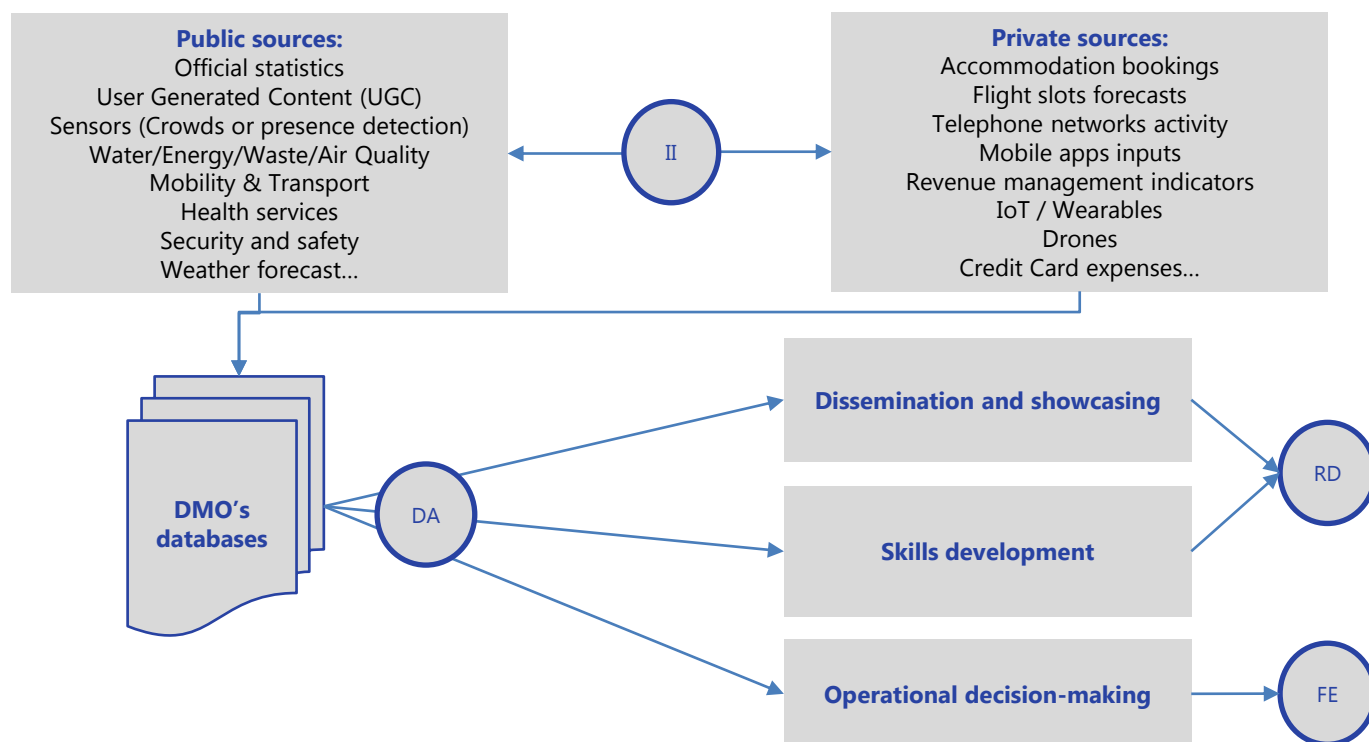 Public sources:
Official statistics
User Generated Content (UGC)
Sensors (Crowds or presence detection)
Water/Energy/Waste/Air Quality
Mobility & Transport
Health services
Security and safety
Weather forecast...
II
Private sources:
Accommodation bookings
Flight slots forecasts
Telephone networks activity
Mobile apps inputs
Revenue management indicators
IoT / Wearables
Drones
Credit Card expenses...
DMO’s
databases
DA
Dissemination and showcasing
Skills development
Operational decision-making
RD
FE